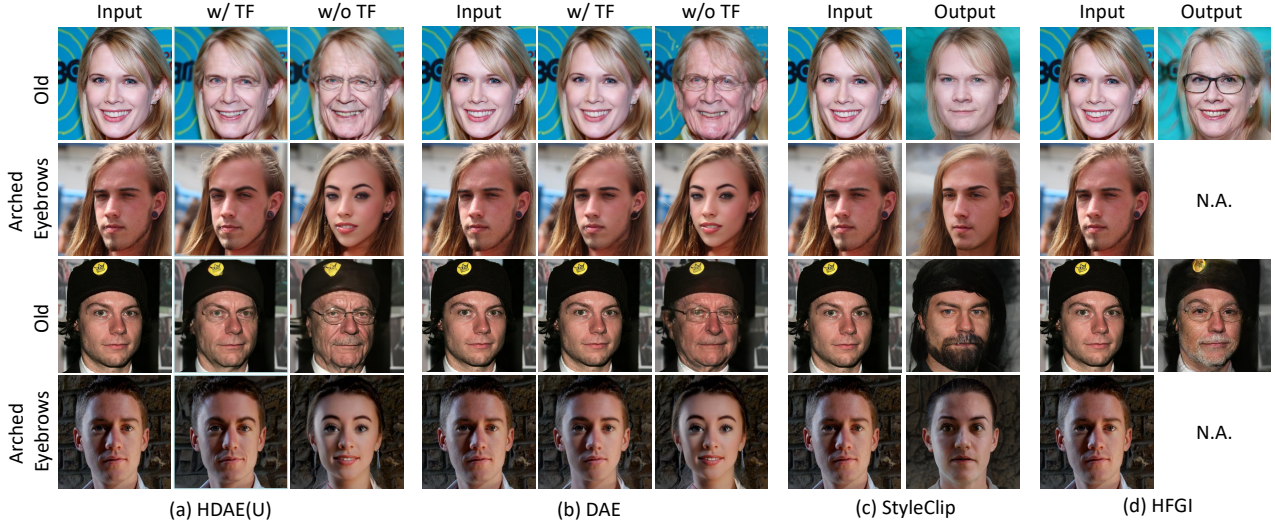 Input w/ TF w/o TF Input w/ TF w/o TF Input Output Input Output
Old
Arched
Eyebrows
N.A.
Old
Arched
Eyebrows
N.A.
(a) HDAE(U) (b) DAE (c) StyleClip (d) HFGI